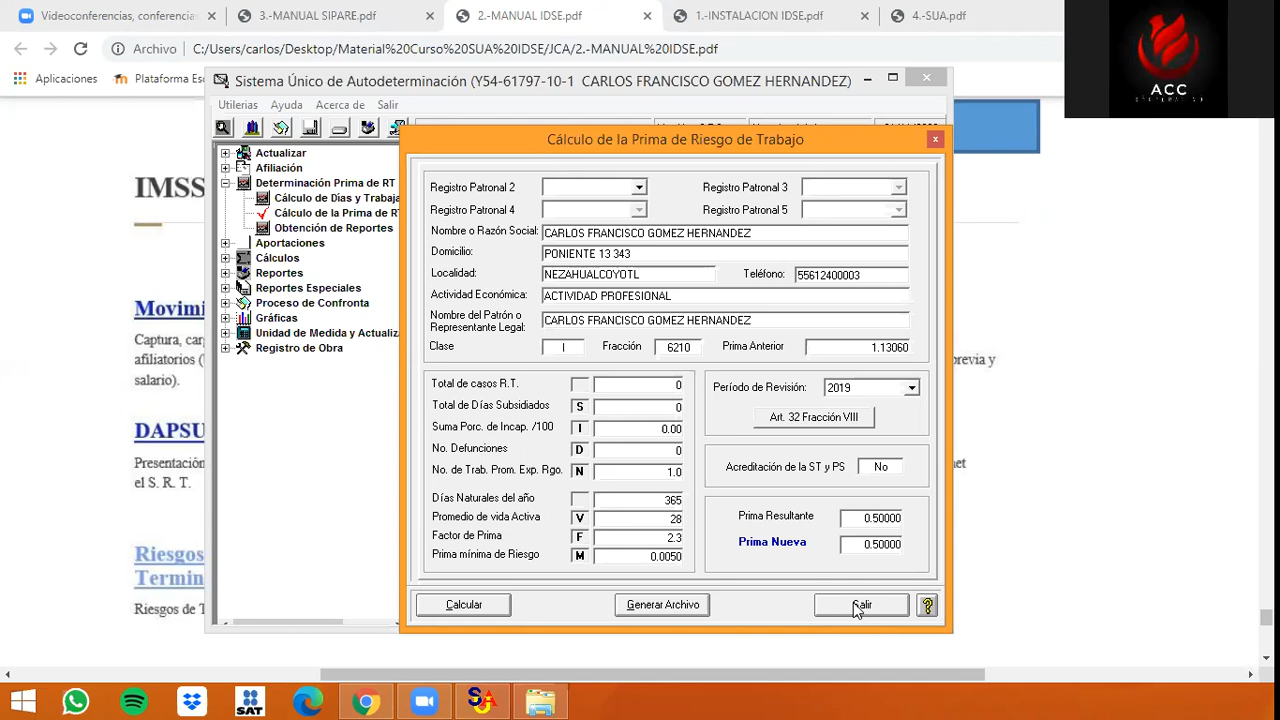 Videoconferencias, conferencias
3.-MANUAL SIPARE.pdf
2.-MANUAL IDSE.pdf
1.-INSTALACION IDSE.pdf
4.-SUA.pdf
Archivo
C:/Users/carlos/Desktop/Material%20Curso%20SUA%20IDSE/JCA/2.-MANUAL%20IDSE.pdf
Aplicaciones
Plataforma Es
ACC
Sistema Único de Autodeterminación (Y54-61797-10-1 CARLOS FRANCISCO GOMEZ HERNANDEZ)
Utilerias Ayuda Acerca de Salir
Actualizar
Afiliación
Determinación Prima de RT
Cálculo de Días y Trabaja
Cálculo de la Prima de RT
Obtención de Reportes
Aportaciones
Cálculos
Reportes
Reportes Especiales
Proceso de Confronta
Gráficas
Unidad de Medida y Actualiz
Registro de Obra
IMSS
Movimi
Captura, car
afiliatorios (
salario).
previa y
DAPSU
Presentació
el S. R. T.
net
Riesgos
Termin
Riesgos de T
Cálculo de la Prima de Riesgo de Trabajo
Registro Patronal 2
Registro Patronal 3
Registro Patronal 4
Registro Patronal 5
Nombre o Razón Social: CARLOS FRANCISCO GOMEZ HERNANDEZ
Domicilio: PONIENTE 13 343
Localidad: NEZAHUALCOYOTL Teléfono: 55612400003
Actividad Económica: ACTIVIDAD PROFESIONAL
Nombre del Patrón o
Representante Legal: CARLOS FRANCISCO GOMEZ HERNANDEZ
Clase I Fracción 6210 Prima Anterior 1.13060
Total de casos R.T. 0
Total de Días Subsidiados S 0
Suma Porc. de Incap. /100 I 0.00
No. Defunciones D 0
No. de Trab. Prom. Exp. Rgo. N 1.0
Días Naturales del año 365
Promedio de vida Activa V 28
Factor de Prima F 2.3
Prima mínima de Riesgo M 0.0050
Período de Revisión: 2019
Art. 32 Fracción VIII
Acreditación de la ST y PS No
Prima Resultante 0.50000
Prima Nueva 0.50000
Calcular
Generar Archivo
Salir
?
SAT